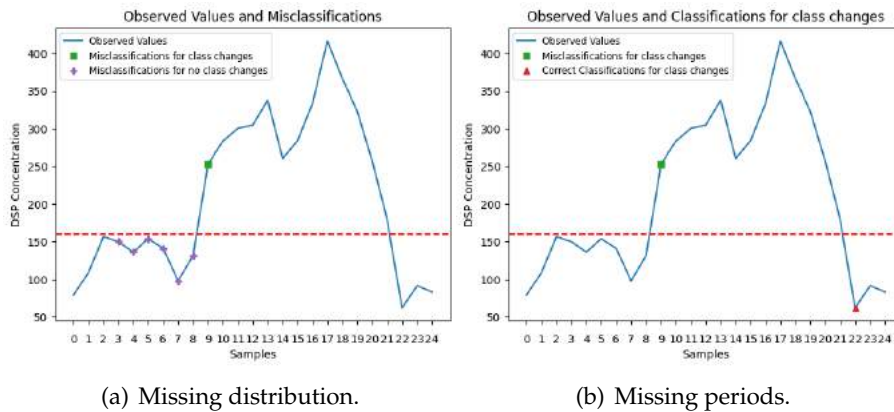 Observed Values and Misclassifications
Observed Values
Misclassifications for class changes
Misclassifications for no class changes
DSP Concentration
400
350
300
250
200
150
100
50
0 1 2 3 4 5 6 7 8 9 10 11 12 13 14 15 16 17 18 19 20 21 22 23 24
Samples
(a) Missing distribution.
Observed Values and Classifications for class changes
Observed Values
Misclassifications for class changes
Correct Classifications for class changes
DSP Concentration
400
350
300
250
200
150
100
50
0 1 2 3 4 5 6 7 8 9 10 11 12 13 14 15 16 17 18 19 20 21 22 23 24
Samples
(b) Missing periods.